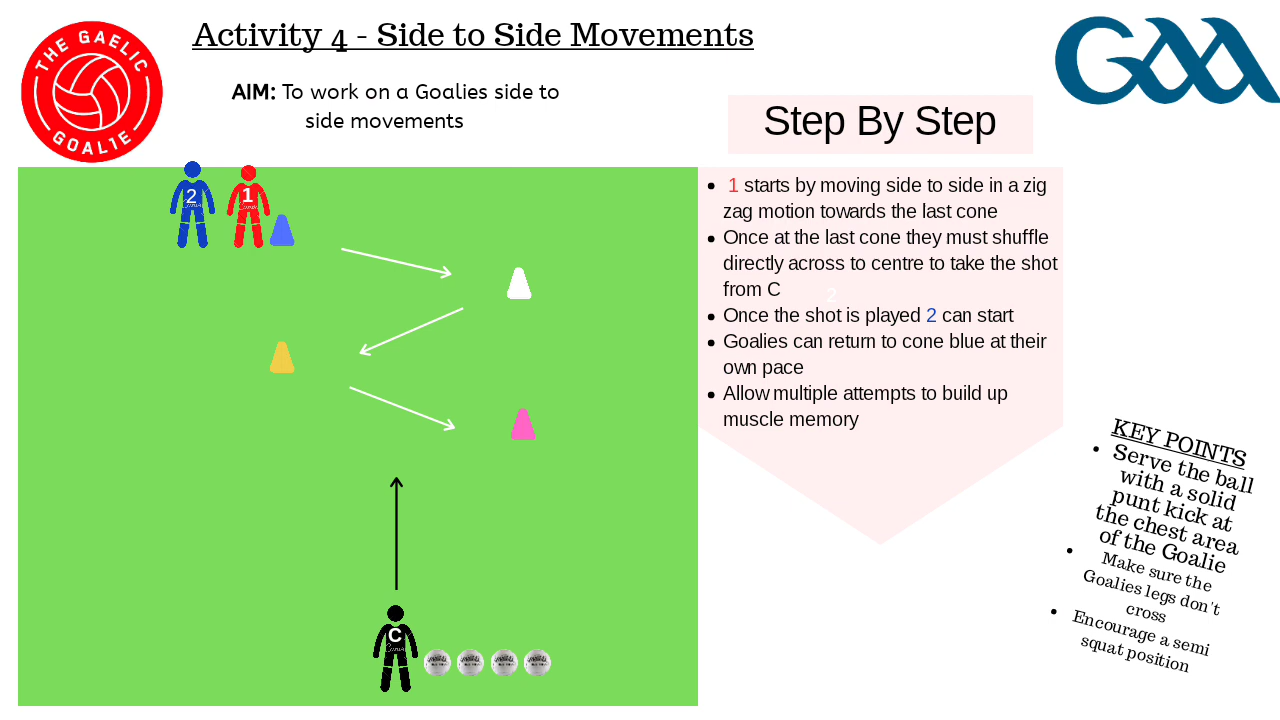 Activity 4 - Side to Side Movements
THE GAELIC
GOAL1E
GAA
AIM: To work on a Goalies side to
side movements
Step By Step
2
1
1 starts by moving side to side in a zig
zag motion towards the last cone
Once at the last cone they must shuffle
directly across to centre to take the shot
from C
2
Once the shot is played 2 can start
Goalies can return to cone blue at their
own pace
Allow multiple attempts to build up
muscle memory
KEY POINTS
Serve the ball
with a solid
punt kick at
the chest area
of the Goalie
Make sure the
Goalies legs don't
cross
Encourage a semi
squat position
C